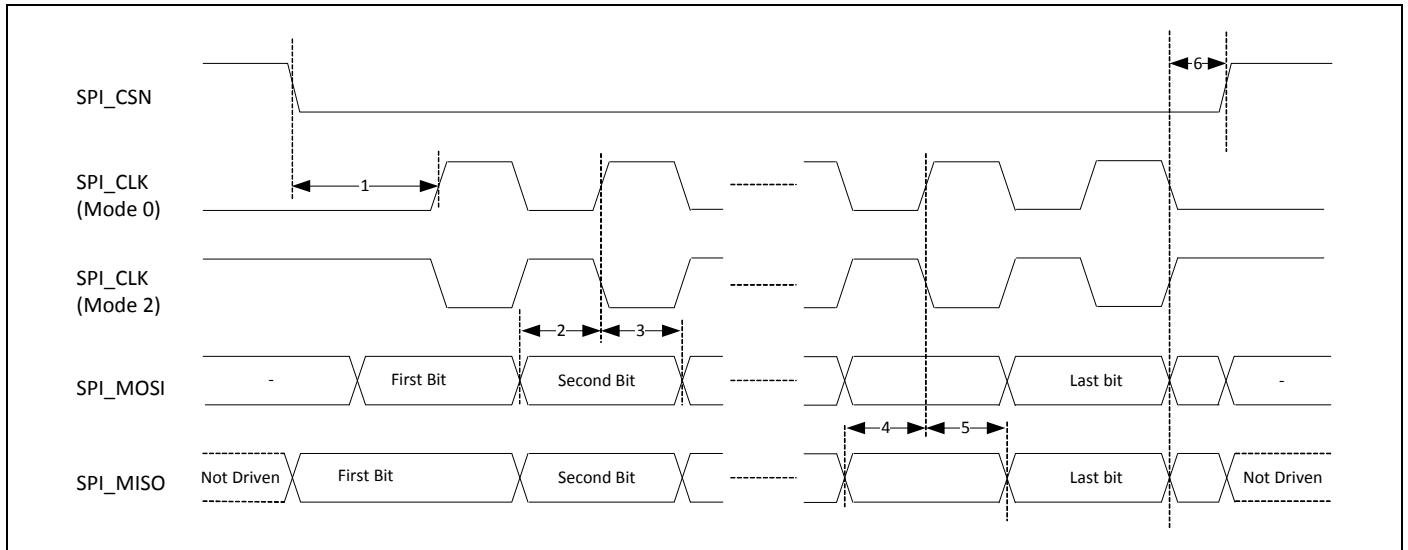 6
SPI_CSN
SPI_CLK
(Mode 0)
1
SPI_CLK
(Mode 2)
2 3
SPI_MOSI - First Bit Second Bit Last bit -
4 5
SPI_MISO Not Driven First Bit Second Bit Last bit Not Driven